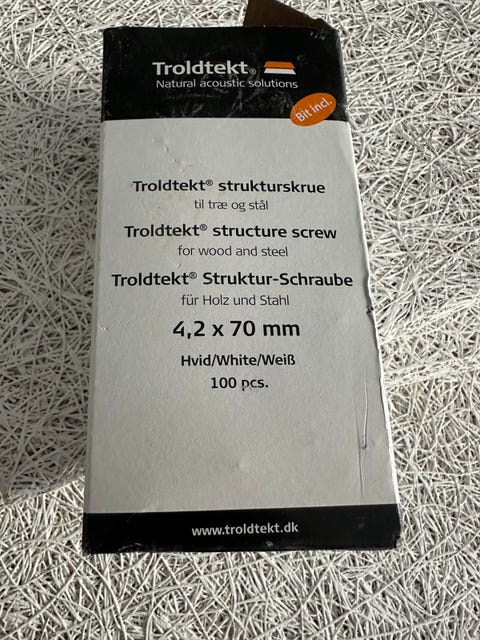 Troldtekt®
Natural acoustic solutions
Bit incl.
Troldtekt® strukturskrue
til træ og stål
Troldtekt® structure screw
for wood and steel
Troldtekt® Struktur-Schraube
für Holz und Stahl
4,2 x 70 mm
Hvid/White/Weiß
100 pcs.
www.troldtekt.dk